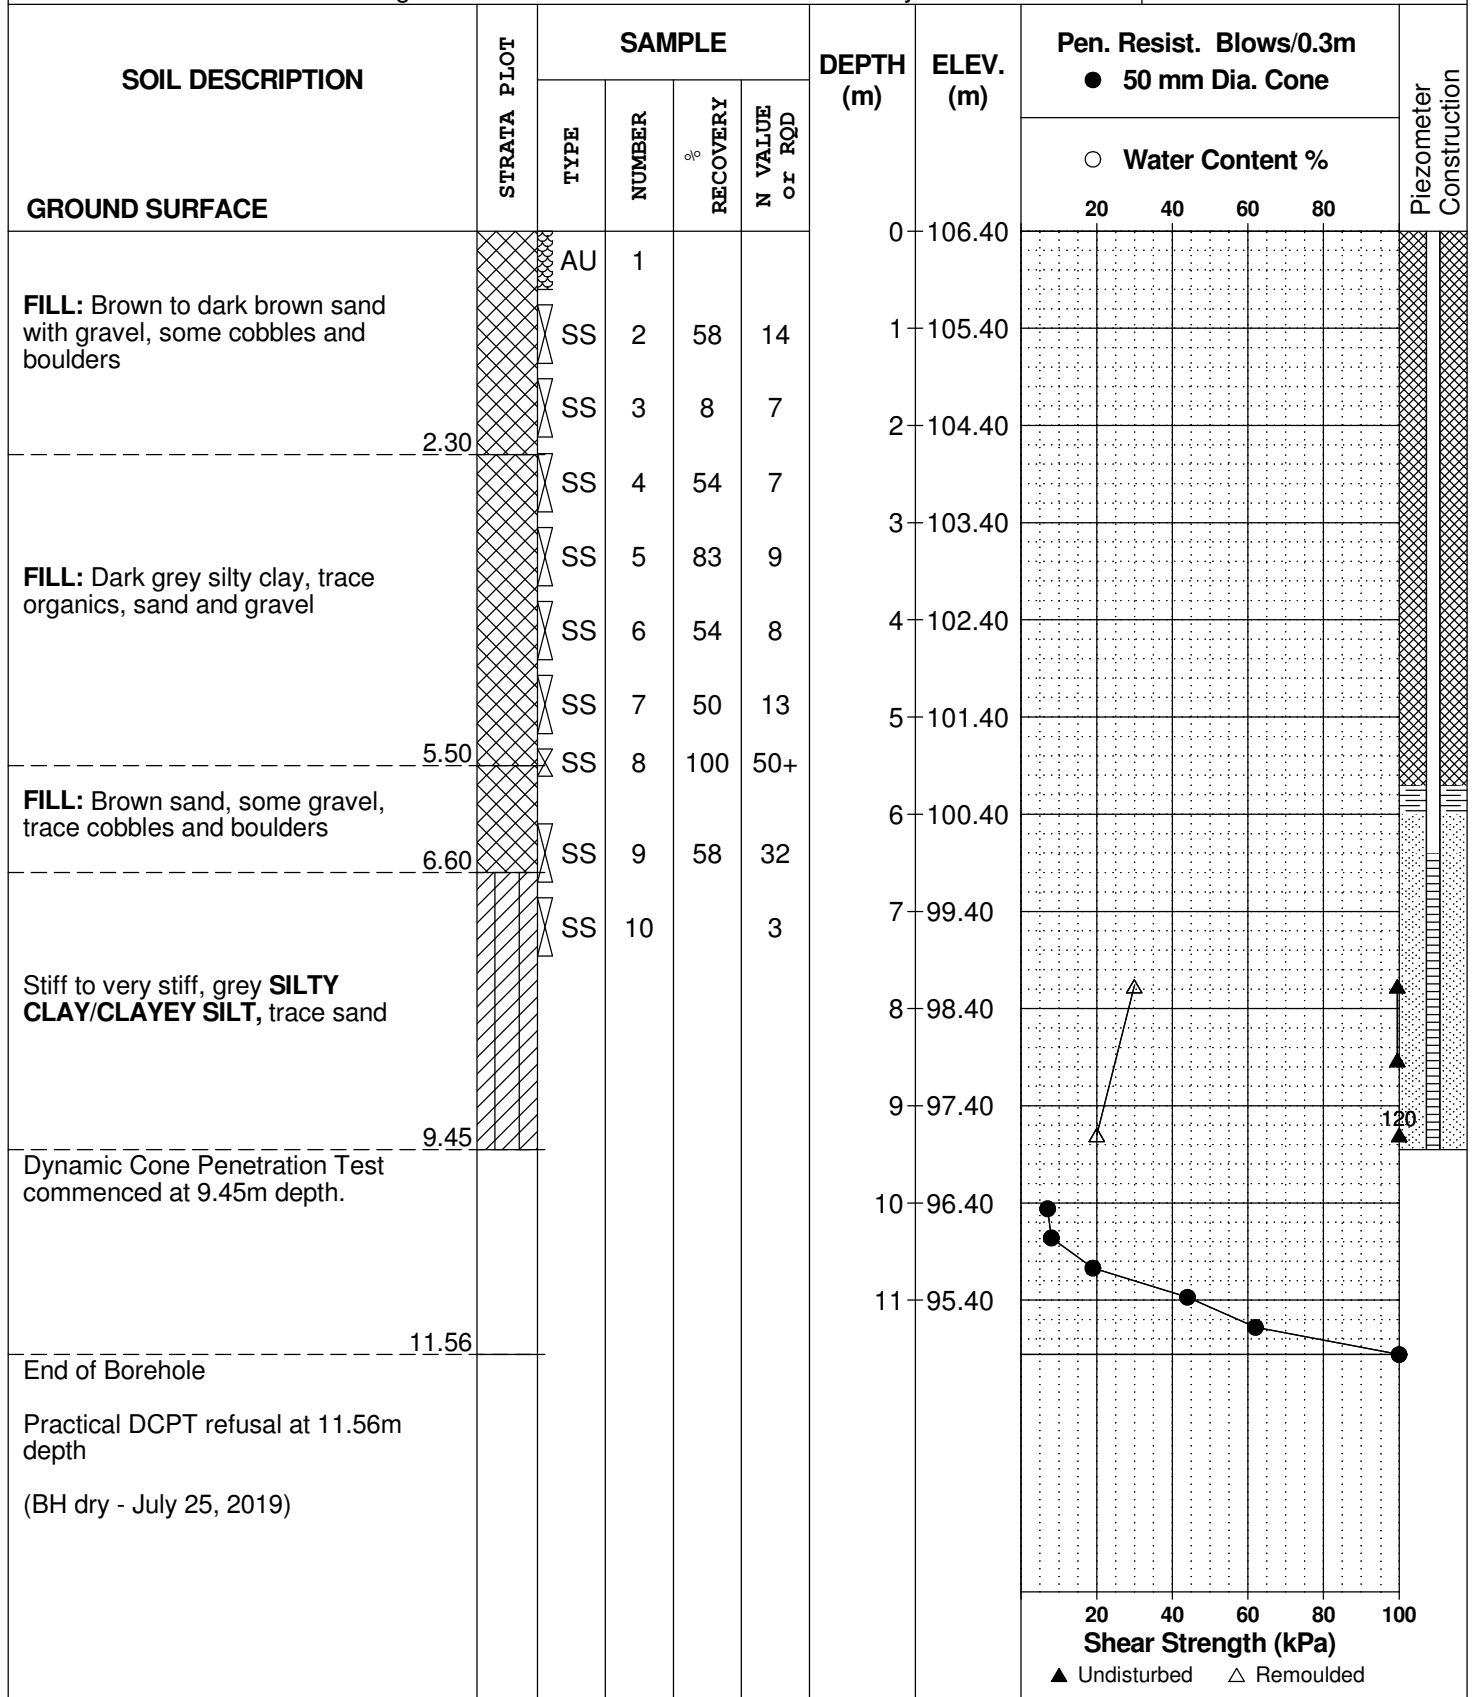 SOIL DESCRIPTION
GROUND SURFACE
STRATA PLOT
SAMPLE
TYPE
NUMBER
% RECOVERY
N VALUE or RQD
DEPTH (m)
ELEV. (m)
Pen. Resist. Blows/0.3m
● 50 mm Dia. Cone
○ Water Content %
20 40 60 80
Piezometer
Construction
0 106.40
AU 1
FILL: Brown to dark brown sand
with gravel, some cobbles and
boulders
SS 2 58 14
1 105.40
SS 3 8 7
2 104.40
2.30
SS 4 54 7
3 103.40
SS 5 83 9
FILL: Dark grey silty clay, trace
organics, sand and gravel
SS 6 54 8
4 102.40
SS 7 50 13
5 101.40
5.50
SS 8 100 50+
FILL: Brown sand, some gravel,
trace cobbles and boulders
6 100.40
6.60
SS 9 58 32
7 99.40
SS 10 3
Stiff to very stiff, grey SILTY
CLAY/CLAYEY SILT, trace sand
8 98.40
9 97.40
120
9.45
Dynamic Cone Penetration Test
commenced at 9.45m depth.
10 96.40
11 95.40
11.56
End of Borehole
Practical DCPT refusal at 11.56m
depth
(BH dry - July 25, 2019)
20 40 60 80 100
Shear Strength (kPa)
▲ Undisturbed △ Remoulded